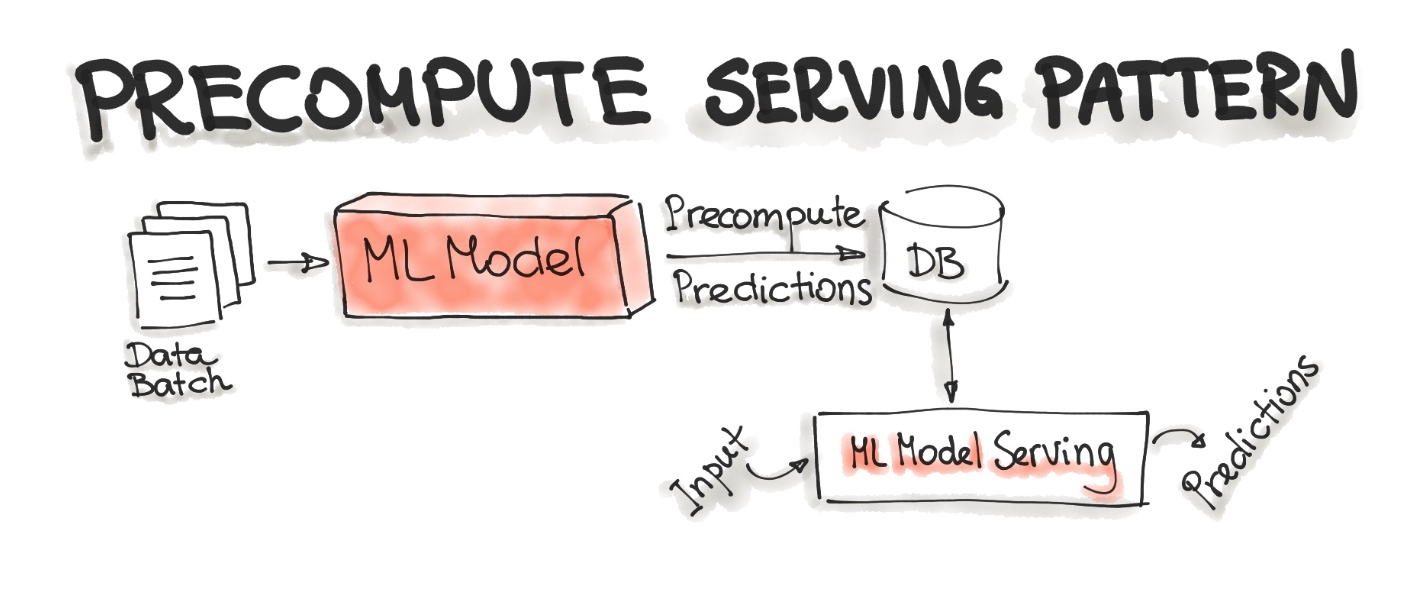 PRECOMPUTE SERVING PATTERN
Data
Batch
ML Model
Precompute
Predictions
DB
Input
ML Model Serving
Predictions